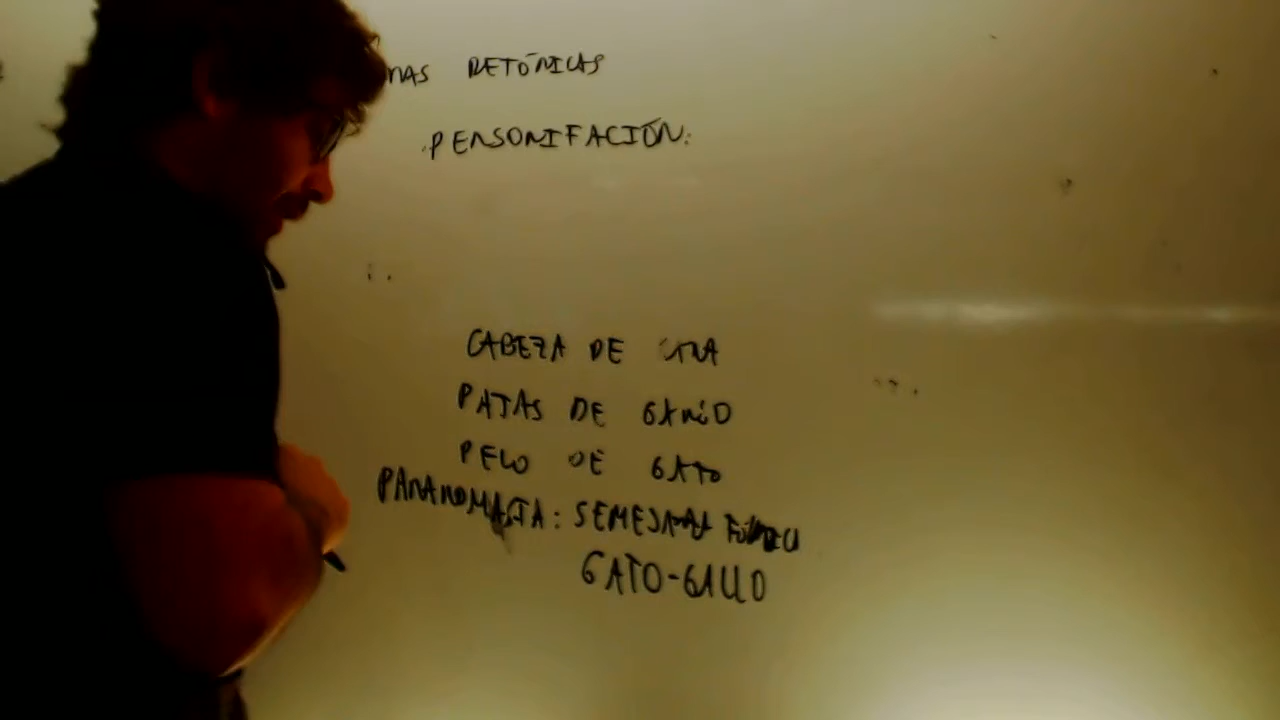 RETÓRICAS
PERSONIFACIÓN:
CABEZA DE
PATAS DE
PELO DE GATO
PARANOMASIA: SEMEJANZA
GATO-GALLO